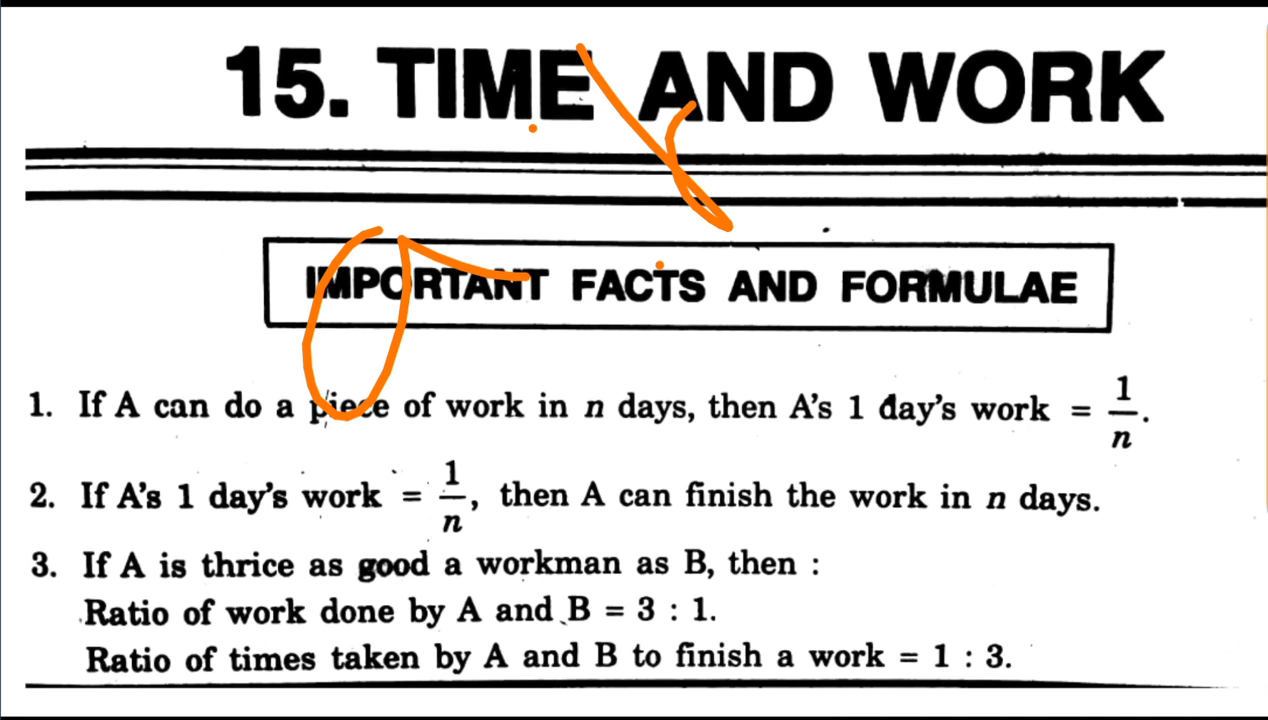 15. TIME AND WORK
IMPORTANT FACTS AND FORMULAE
1. If A can do a piece of work in n days, then A's 1 day's work = 1/n.
2. If A's 1 day's work = 1/n, then A can finish the work in n days.
3. If A is thrice as good a workman as B, then :
Ratio of work done by A and B = 3 : 1.
Ratio of times taken by A and B to finish a work = 1 : 3.